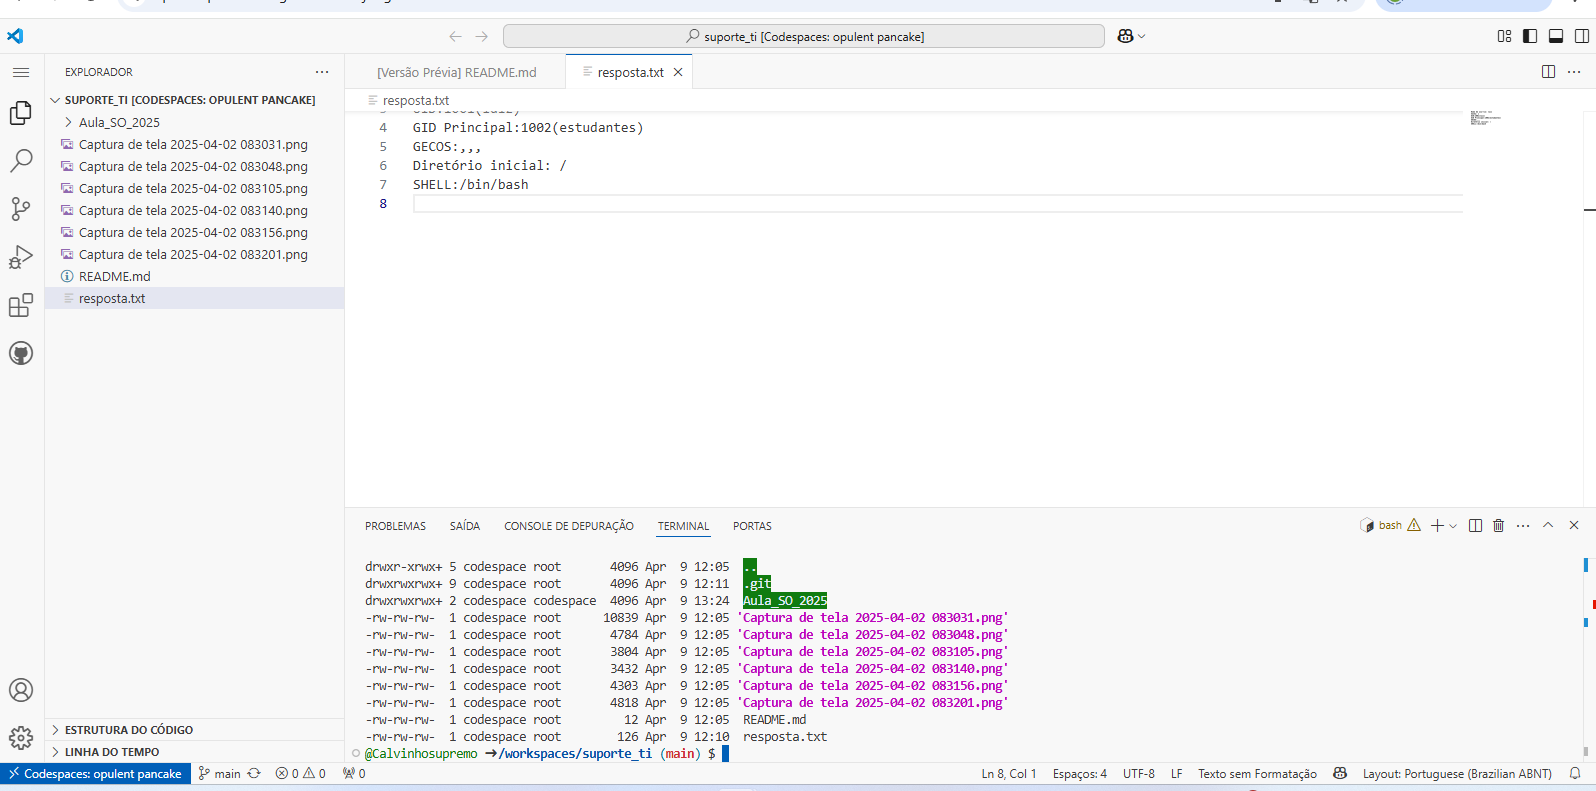 suporte_ti [Codespaces: opulent pancake]
EXPLORADOR
SUPORTE_TI [CODESPACES: OPULENT PANCAKE]
Aula_SO_2025
Captura de tela 2025-04-02 083031.png
Captura de tela 2025-04-02 083048.png
Captura de tela 2025-04-02 083105.png
Captura de tela 2025-04-02 083140.png
Captura de tela 2025-04-02 083156.png
Captura de tela 2025-04-02 083201.png
README.md
resposta.txt
ESTRUTURA DO CÓDIGO
LINHA DO TEMPO
[Versão Prévia] README.md
resposta.txt
resposta.txt
4 GID Principal:1002(estudantes)
5 GECOS:,,,
6 Diretório inicial: /
7 SHELL:/bin/bash
8
PROBLEMAS SAÍDA CONSOLE DE DEPURAÇÃO TERMINAL PORTAS
bash
drwxr-xrwx+ 5 codespace root 4096 Apr 9 12:05 ..
drwxrwxrwx+ 9 codespace root 4096 Apr 9 12:11 .git
drwxrwxrwx+ 2 codespace codespace 4096 Apr 9 13:24 Aula_SO_2025
-rw-rw-rw- 1 codespace root 10839 Apr 9 12:05 'Captura de tela 2025-04-02 083031.png'
-rw-rw-rw- 1 codespace root 4784 Apr 9 12:05 'Captura de tela 2025-04-02 083048.png'
-rw-rw-rw- 1 codespace root 3804 Apr 9 12:05 'Captura de tela 2025-04-02 083105.png'
-rw-rw-rw- 1 codespace root 3432 Apr 9 12:05 'Captura de tela 2025-04-02 083140.png'
-rw-rw-rw- 1 codespace root 4303 Apr 9 12:05 'Captura de tela 2025-04-02 083156.png'
-rw-rw-rw- 1 codespace root 4818 Apr 9 12:05 'Captura de tela 2025-04-02 083201.png'
-rw-rw-rw- 1 codespace root 12 Apr 9 12:05 README.md
-rw-rw-rw- 1 codespace root 126 Apr 9 12:10 resposta.txt
@Calvinhosupremo ➜/workspaces/suporte_ti (main) $
Codespaces: opulent pancake main 0 0 0 Ln 8, Col 1 Espaços: 4 UTF-8 LF Texto sem Formatação Layout: Portuguese (Brazilian ABNT)